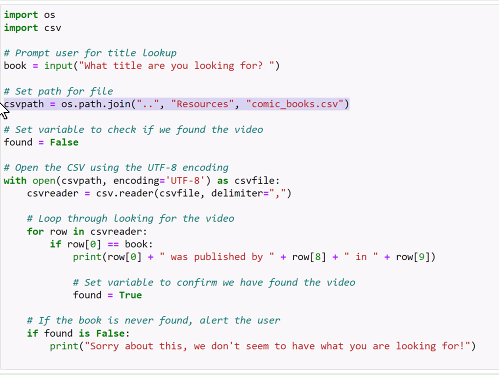 import os
import csv
# Prompt user for title lookup
book = input("What title are you looking for? ")
# Set path for file
csvpath = os.path.join("..", "Resources", "comic_books.csv")
# Set variable to check if we found the video
found = False
# Open the CSV using the UTF-8 encoding
with open(csvpath, encoding='UTF-8') as csvfile:
    csvreader = csv.reader(csvfile, delimiter=",")
    # Loop through looking for the video
    for row in csvreader:
        if row[0] == book:
            print(row[0] + " was published by " + row[8] + " in " + row[9])
            # Set variable to confirm we have found the video
            found = True
    # If the book is never found, alert the user
    if found is False:
        print("Sorry about this, we don't seem to have what you are looking for!")